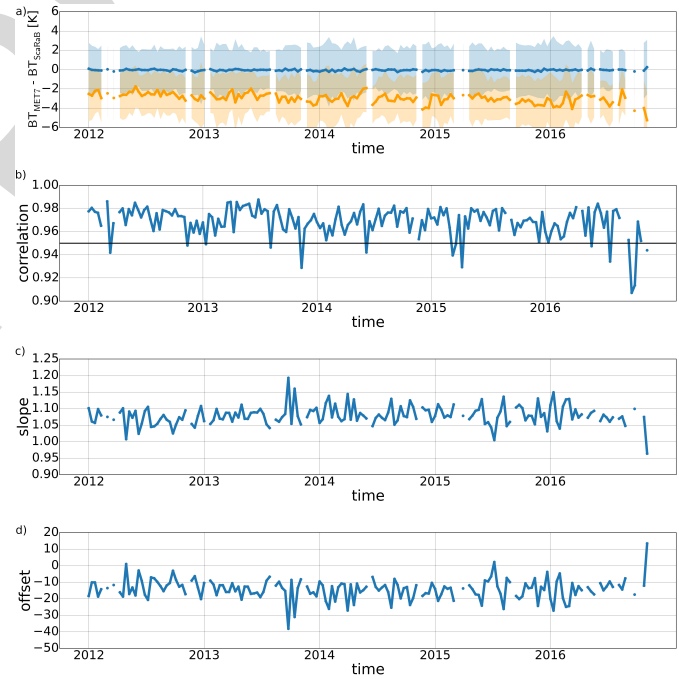 a)
BT_MET7 - BT_ScaRaB [K]
6
4
2
0
−2
−4
−6
2012 2013 2014 2015 2016
time
b)
correlation
1.00
0.98
0.96
0.94
0.92
0.90
2012 2013 2014 2015 2016
time
c)
slope
1.25
1.20
1.15
1.10
1.05
1.00
0.95
0.90
2012 2013 2014 2015 2016
time
d)
offset
20
10
0
−10
−20
−30
−40
−50
2012 2013 2014 2015 2016
time